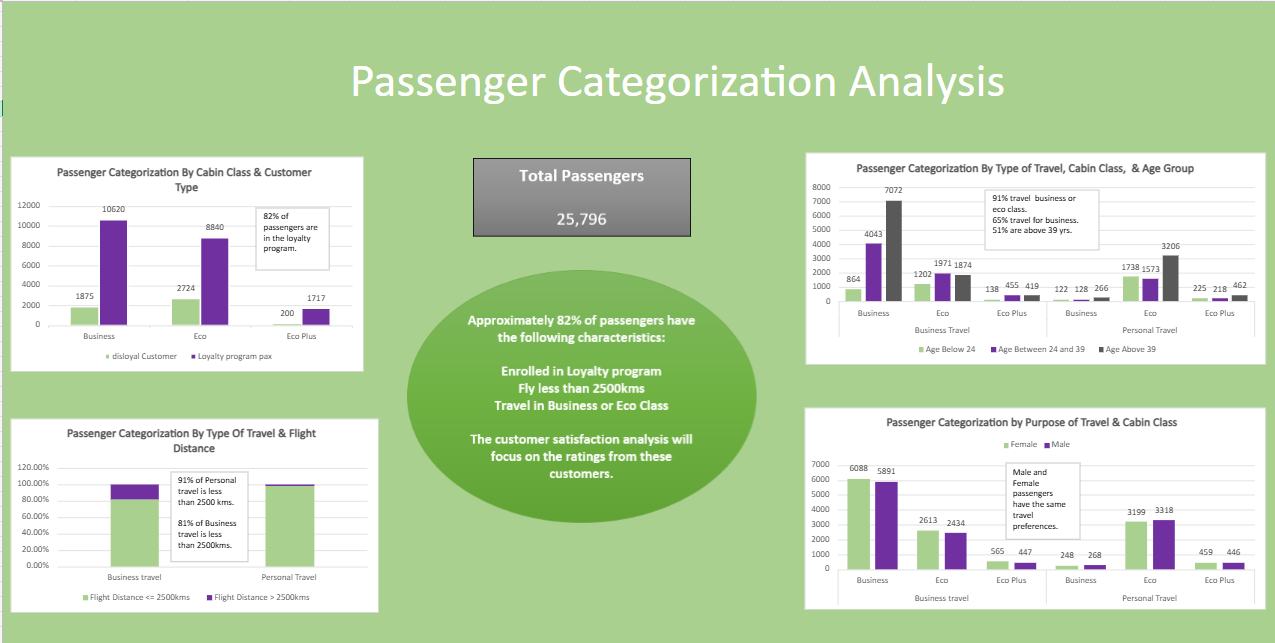 Passenger Categorization Analysis
Passenger Categorization By Cabin Class & Customer
Type
12000
10000
8000
6000
4000
2000
0
1875
10620
2724
8840
200
1717
82% of
passengers are
in the loyalty
program.
Business
Eco
Eco Plus
disloyal Customer
Loyalty program pax
Total Passengers
25,796
Approximately 82% of passengers have
the following characteristics:
Enrolled in Loyalty program
Fly less than 2500kms
Travel in Business or Eco Class
The customer satisfaction analysis will
focus on the ratings from these
customers.
Passenger Categorization By Type of Travel, Cabin Class, & Age Group
8000
7000
6000
5000
4000
3000
2000
1000
0
864
4043
7072
1202
1971
1874
138
455
419
122
128
266
1738
1573
3206
225
218
462
91% travel business or
eco class.
65% travel for business.
51% are above 39 yrs.
Business
Eco
Eco Plus
Business
Eco
Eco Plus
Business Travel
Personal Travel
Age Below 24
Age Between 24 and 39
Age Above 39
Passenger Categorization By Type Of Travel & Flight
Distance
120.00%
100.00%
80.00%
60.00%
40.00%
20.00%
0.00%
91% of Personal
travel is less
than 2500 kms.
81% of Business
travel is less
than 2500kms.
Business travel
Personal Travel
Flight Distance <= 2500kms
Flight Distance > 2500kms
Passenger Categorization by Purpose of Travel & Cabin Class
Female
Male
7000
6000
5000
4000
3000
2000
1000
0
6088
5891
2613
2434
565
447
248
268
3199
3318
459
446
Male and
Female
passengers
have the same
travel
preferences.
Business
Eco
Eco Plus
Business
Eco
Eco Plus
Business travel
Personal Travel